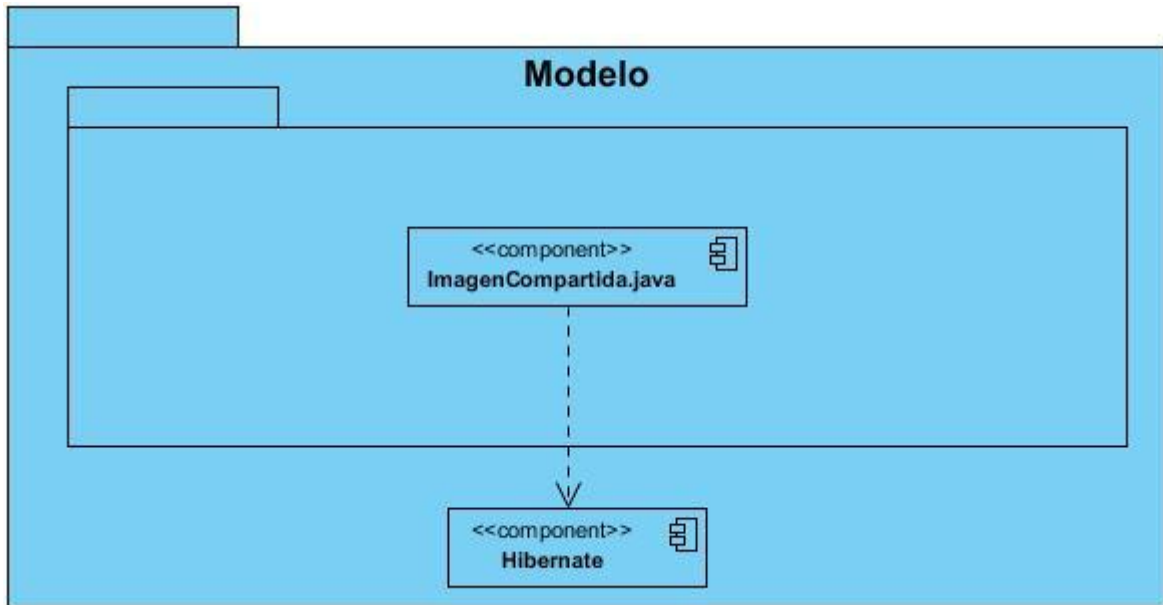 Modelo
<<component>>
ImagenCompartida.java
<<component>>
Hibernate